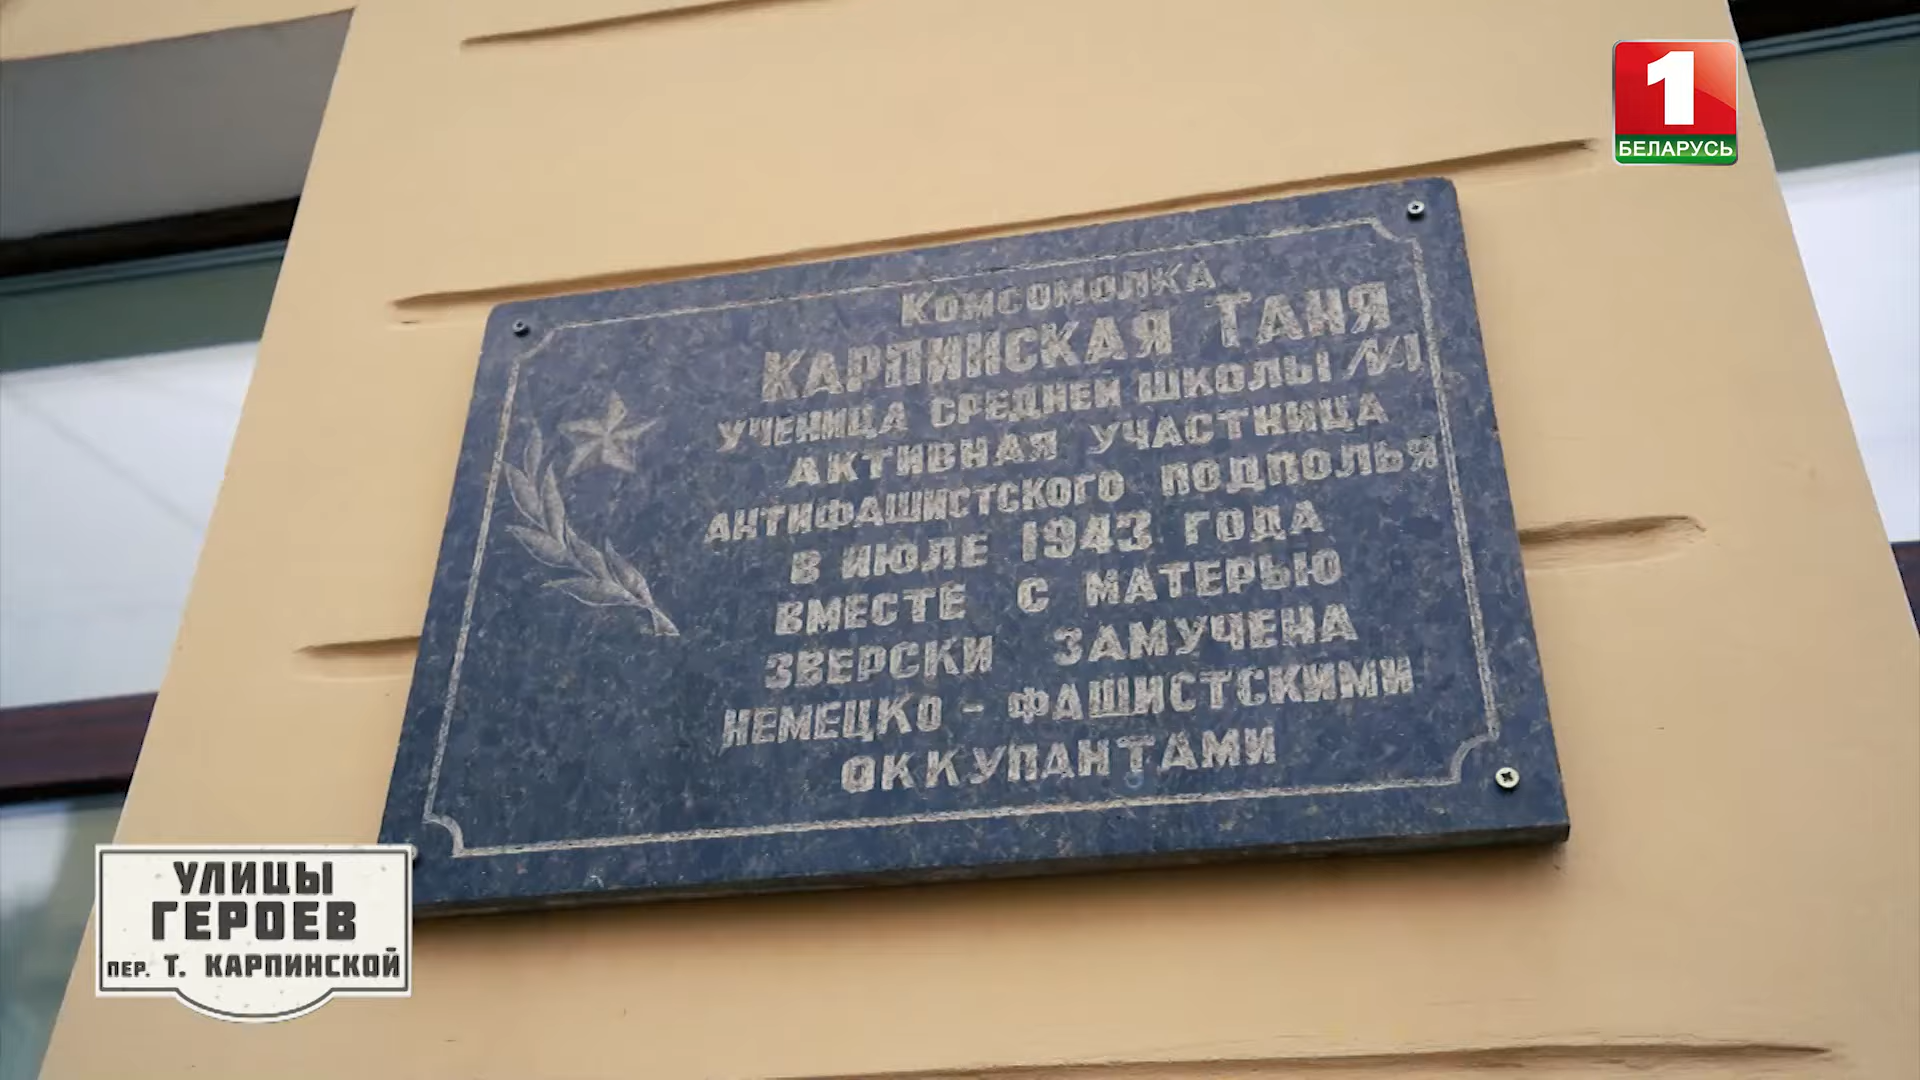 1
БЕЛАРУСЬ
КОМСОМОЛКА
КАРПИНСКАЯ ТАНЯ
УЧЕНИЦА СРЕДНЕЙ ШКОЛЫ №1
АКТИВНАЯ УЧАСТНИЦА
АНТИФАШИСТСКОГО ПОДПОЛЬЯ
В ИЮЛЕ 1943 ГОДА
ВМЕСТЕ С МАТЕРЬЮ
ЗВЕРСКИ ЗАМУЧЕНА
НЕМЕЦКО - ФАШИСТСКИМИ
ОККУПАНТАМИ
УЛИЦЫ
ГЕРОЕВ
ПЕР. Т. КАРПИНСКОЙ